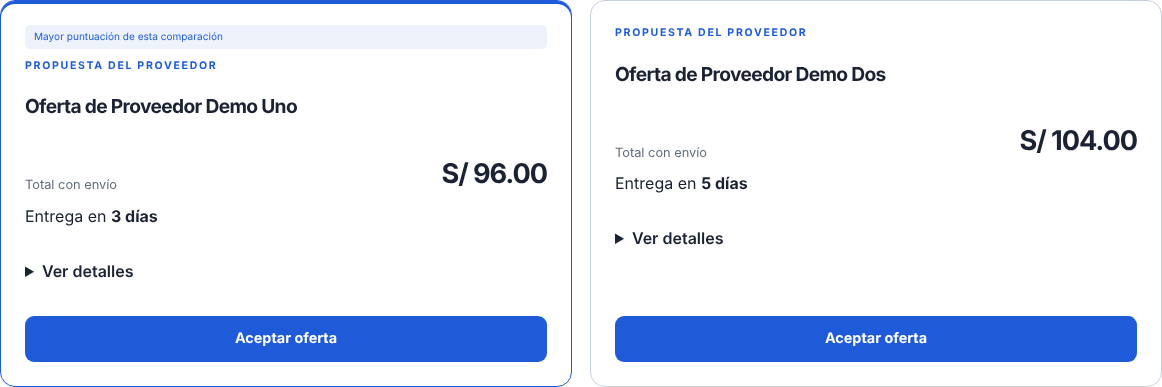 Mayor puntuación de esta comparación
PROPUESTA DEL PROVEEDOR
Oferta de Proveedor Demo Uno
Total con envío
S/ 96.00
Entrega en 3 días
Ver detalles
Aceptar oferta
PROPUESTA DEL PROVEEDOR
Oferta de Proveedor Demo Dos
Total con envío
S/ 104.00
Entrega en 5 días
Ver detalles
Aceptar oferta